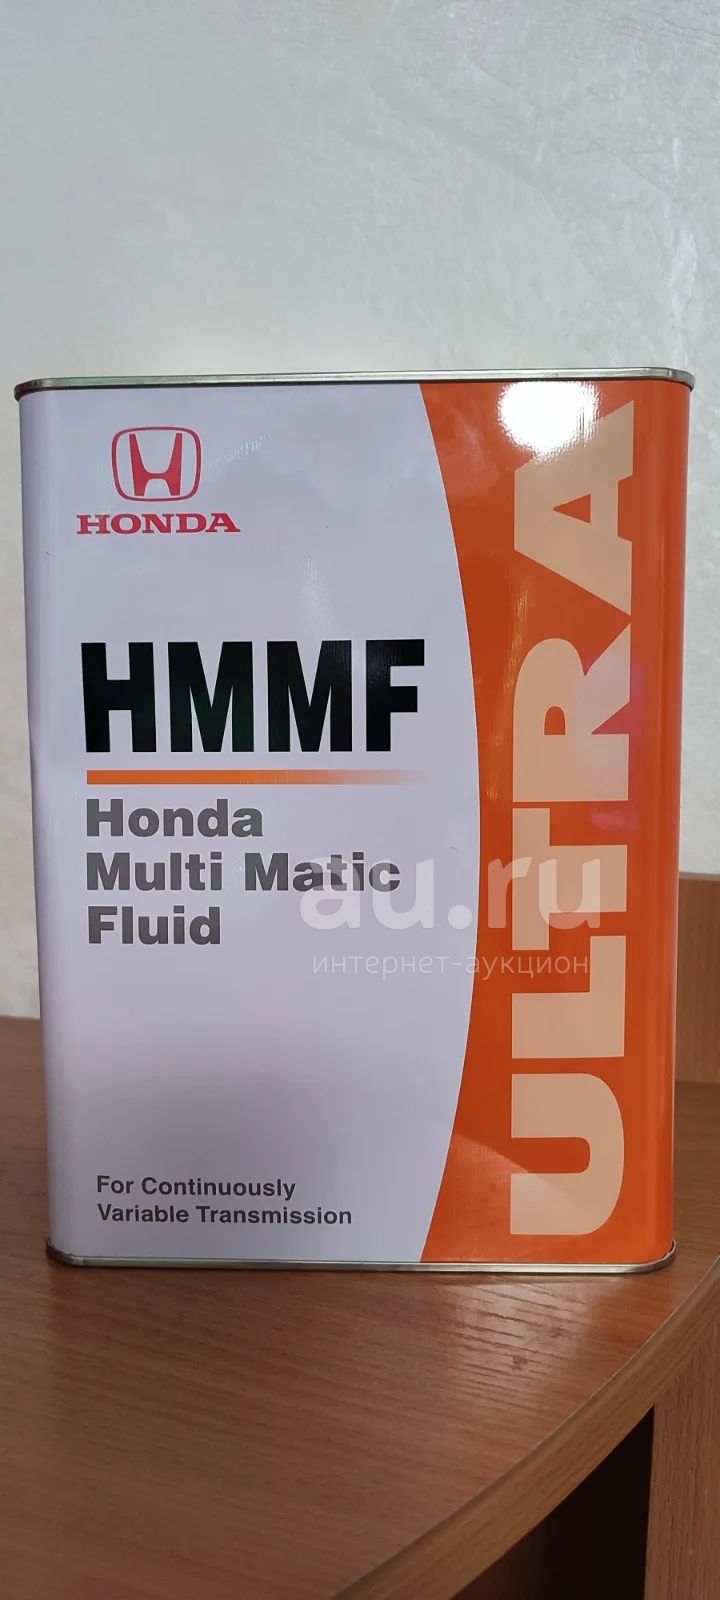 HONDA
HMMF
Honda
Multi Matic
Fluid
ULTRA
au.ru
интернет-аукцион
For Continuously
Variable Transmission